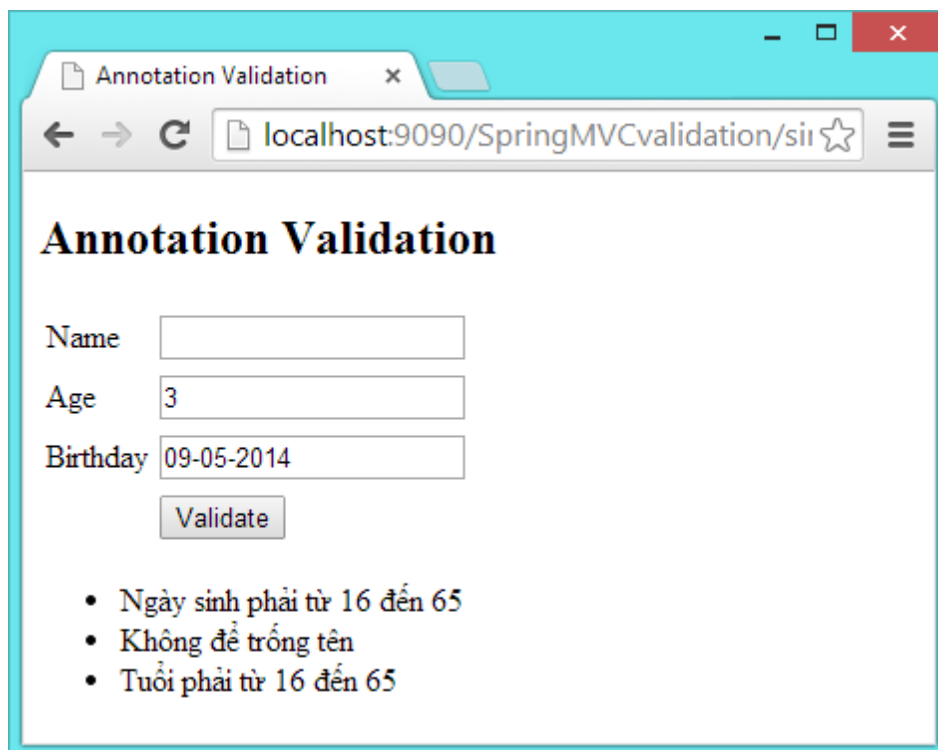 Annotation Validation
localhost:9090/SpringMVCvalidation/
Annotation Validation
Name
Age 3
Birthday 09-05-2014
Validate
• Ngày sinh phải từ 16 đến 65
• Không để trống tên
• Tuổi phải từ 16 đến 65